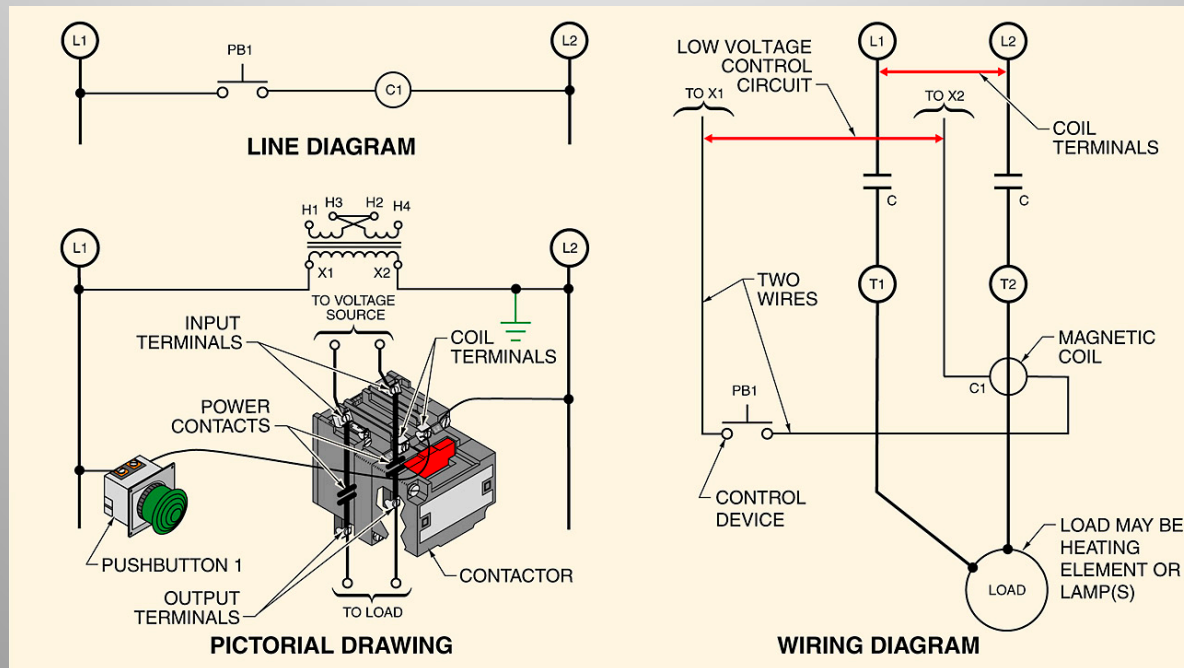 L1
L2
PB1
C1
LINE DIAGRAM
H1
H3
H2
H4
L1
L2
X1
X2
TO VOLTAGE
SOURCE
INPUT
TERMINALS
COIL
TERMINALS
POWER
CONTACTS
PUSHBUTTON 1
CONTACTOR
OUTPUT
TERMINALS
TO LOAD
PICTORIAL DRAWING
L1
L2
LOW VOLTAGE
CONTROL
CIRCUIT
TO X1
TO X2
COIL
TERMINALS
C
C
T1
T2
TWO
WIRES
MAGNETIC
COIL
C1
PB1
CONTROL
DEVICE
LOAD
LOAD MAY BE
HEATING
ELEMENT OR
LAMP(S)
WIRING DIAGRAM